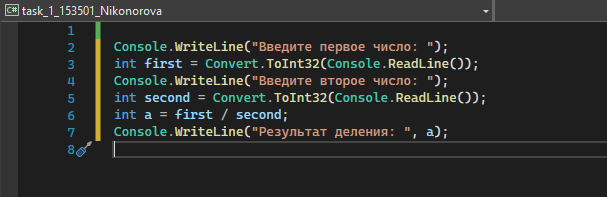 C# task_1_153501_Nikonorova
1
2 Console.WriteLine("Введите первое число: ");
3 int first = Convert.ToInt32(Console.ReadLine());
4 Console.WriteLine("Введите второе число: ");
5 int second = Convert.ToInt32(Console.ReadLine());
6 int a = first / second;
7 Console.WriteLine("Результат деления: ", a);
8